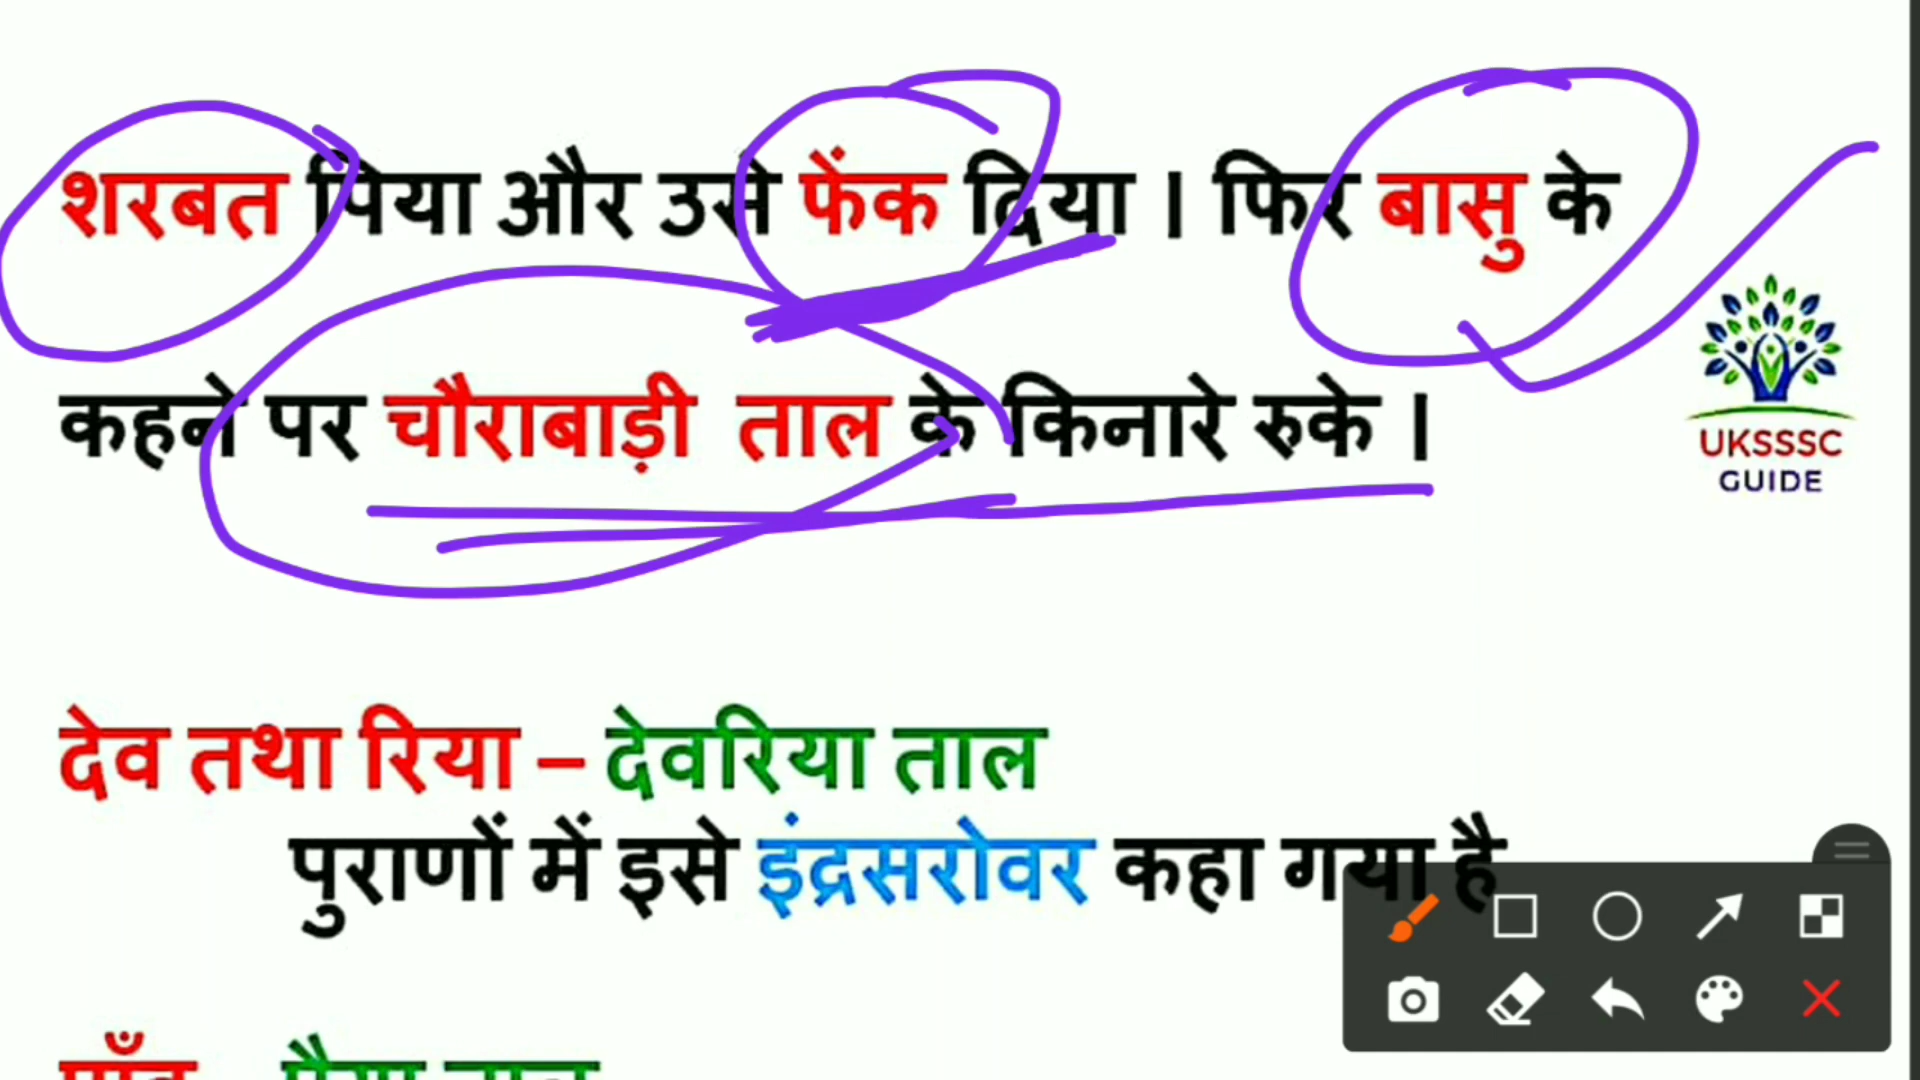 शरबत पिया और उसे फेंक दिया । फिर बासु के
कहने पर चौराबाड़ी ताल के किनारे रुके ।
UKSSSC
GUIDE
देव तथा रिया – देवरिया ताल
पुराणों में इसे इंद्रसरोवर कहा गया है